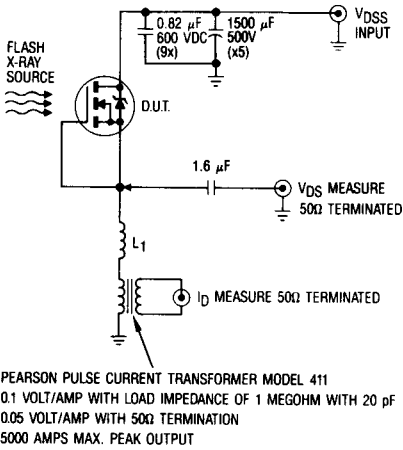 0.82 µF
600 VDC
(9x)
1500 µF
500V
(x5)
VDSS
INPUT
FLASH
X-RAY
SOURCE
D.U.T.
1.6 µF
VDS MEASURE
50Ω TERMINATED
L1
ID MEASURE 50Ω TERMINATED
PEARSON PULSE CURRENT TRANSFORMER MODEL 411
0.1 VOLT/AMP WITH LOAD IMPEDANCE OF 1 MEGOHM WITH 20 pF
0.05 VOLT/AMP WITH 50Ω TERMINATION
5000 AMPS MAX. PEAK OUTPUT